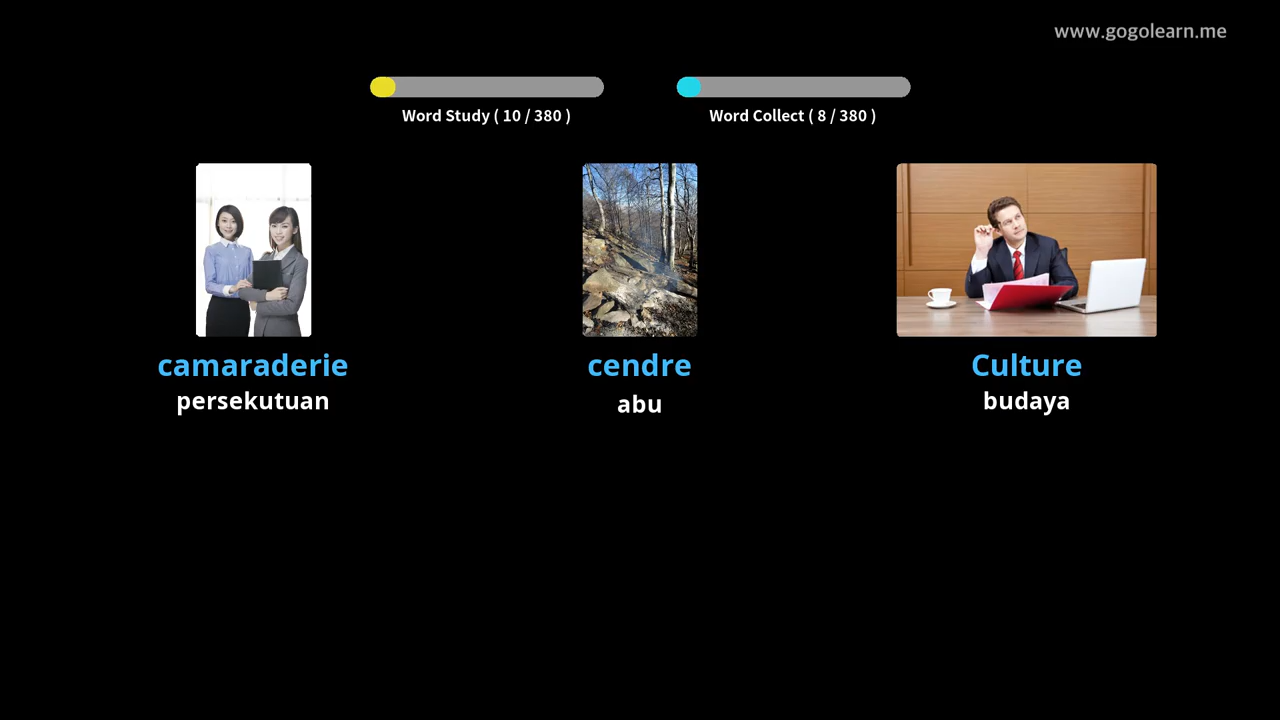 www.gogolearn.me
Word Study ( 10 / 380 )
Word Collect ( 8 / 380 )
camaraderie
persekutuan
cendre
abu
Culture
budaya